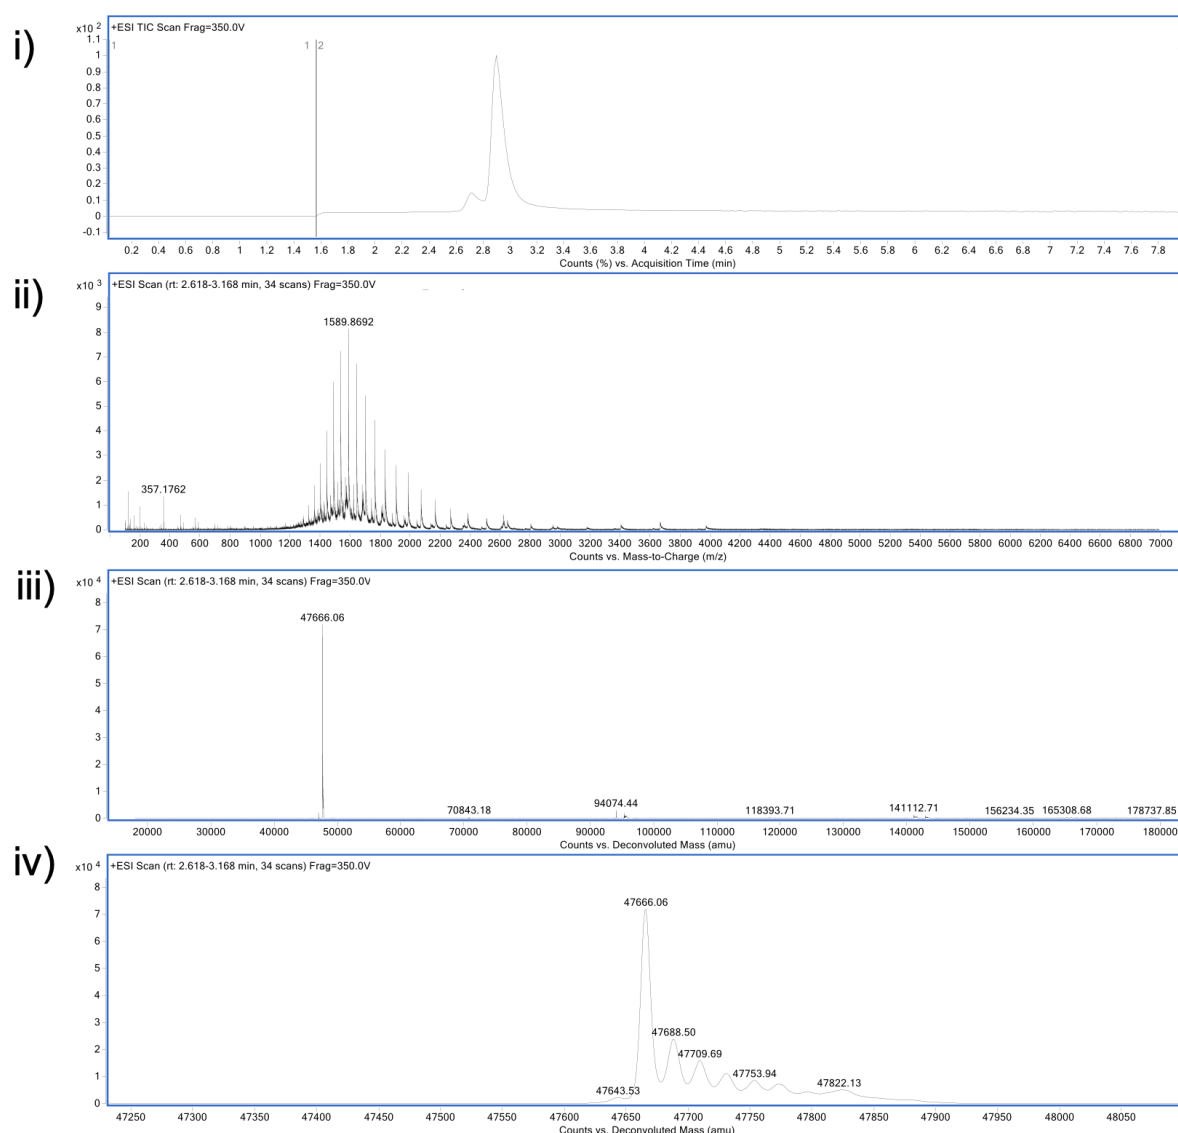 i)
+ESI TIC Scan Frag=350.0V
x10 2
1.1
1
0.9
0.8
0.7
0.6
0.5
0.4
0.3
0.2
0.1
0
-0.1
1 1 2
0.2 0.4 0.6 0.8 1 1.2 1.4 1.6 1.8 2 2.2 2.4 2.6 2.8 3 3.2 3.4 3.6 3.8 4 4.2 4.4 4.6 4.8 5 5.2 5.4 5.6 5.8 6 6.2 6.4 6.6 6.8 7 7.2 7.4 7.6 7.8
Counts (%) vs. Acquisition Time (min)
ii)
+ESI Scan (rt: 2.618-3.168 min, 34 scans) Frag=350.0V
x10 3
9
8
7
6
5
4
3
2
1
0
1589.8692
357.1762
200 400 600 800 1000 1200 1400 1600 1800 2000 2200 2400 2600 2800 3000 3200 3400 3600 3800 4000 4200 4400 4600 4800 5000 5200 5400 5600 5800 6000 6200 6400 6600 6800 7000
Counts vs. Mass-to-Charge (m/z)
iii)
+ESI Scan (rt: 2.618-3.168 min, 34 scans) Frag=350.0V
x10 4
8
7
6
5
4
3
2
1
0
47666.06
70843.18 94074.44 118393.71 141112.71 156234.35 165308.68 178737.85
20000 30000 40000 50000 60000 70000 80000 90000 100000 110000 120000 130000 140000 150000 160000 170000 180000
Counts vs. Deconvoluted Mass (amu)
iv)
+ESI Scan (rt: 2.618-3.168 min, 34 scans) Frag=350.0V
x10 4
8
7
6
5
4
3
2
1
0
47666.06
47688.50
47709.69
47753.94
47822.13
47643.53
47250 47300 47350 47400 47450 47500 47550 47600 47650 47700 47750 47800 47850 47900 47950 48000 48050
Counts vs. Deconvoluted Mass (amu)